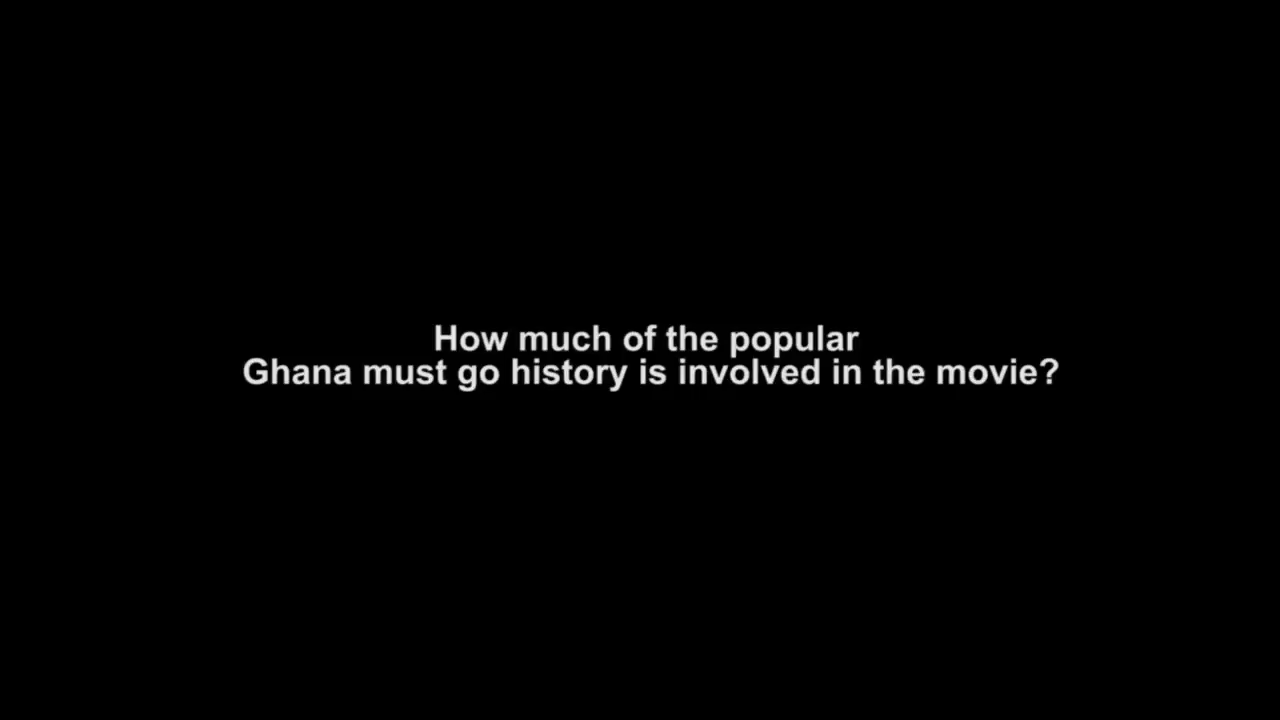 How much of the popular
Ghana must go history is involved in the movie?